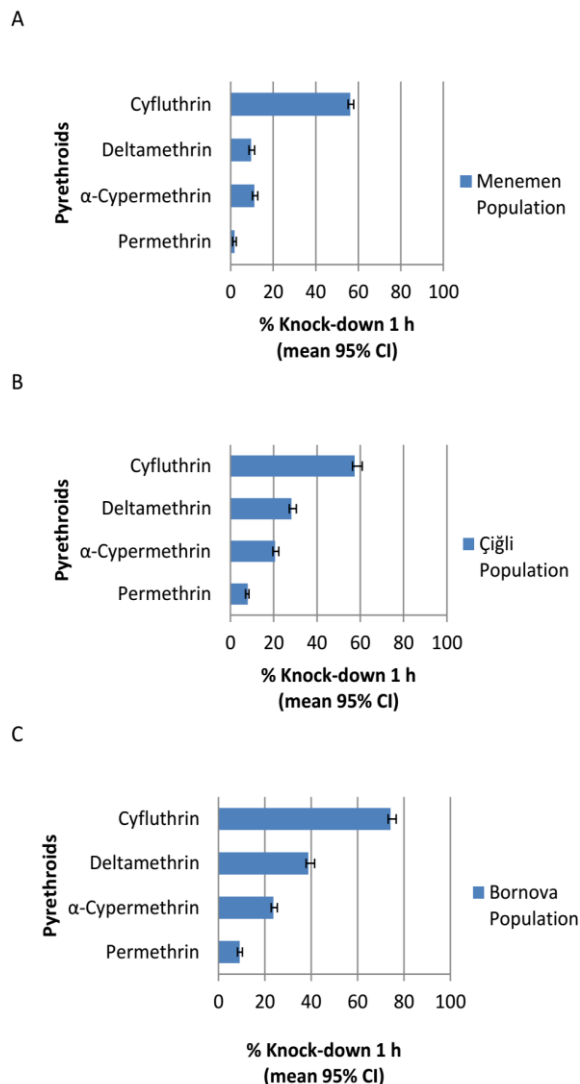 A
Pyrethroids
Cyfluthrin
Deltamethrin
α-Cypermethrin
Permethrin
0 20 40 60 80 100
% Knock-down 1 h
(mean 95% CI)
Menemen
Population
B
Pyrethroids
Cyfluthrin
Deltamethrin
α-Cypermethrin
Permethrin
0 20 40 60 80 100
% Knock-down 1 h
(mean 95% CI)
Çiğli
Population
C
Pyrethroids
Cyfluthrin
Deltamethrin
α-Cypermethrin
Permethrin
0 20 40 60 80 100
% Knock-down 1 h
(mean 95% CI)
Bornova
Population